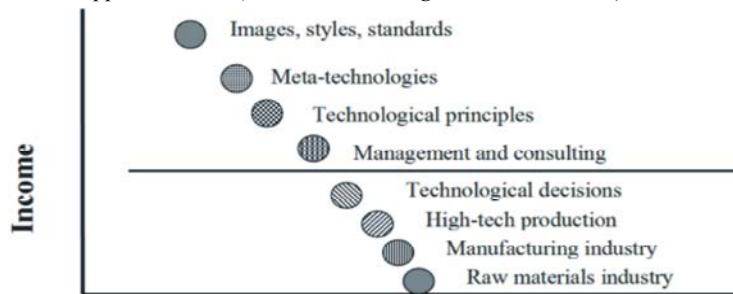 Images, styles, standards
Meta-technologies
Technological principles
Management and consulting
Technological decisions
High-tech production
Manufacturing industry
Raw materials industry
Income